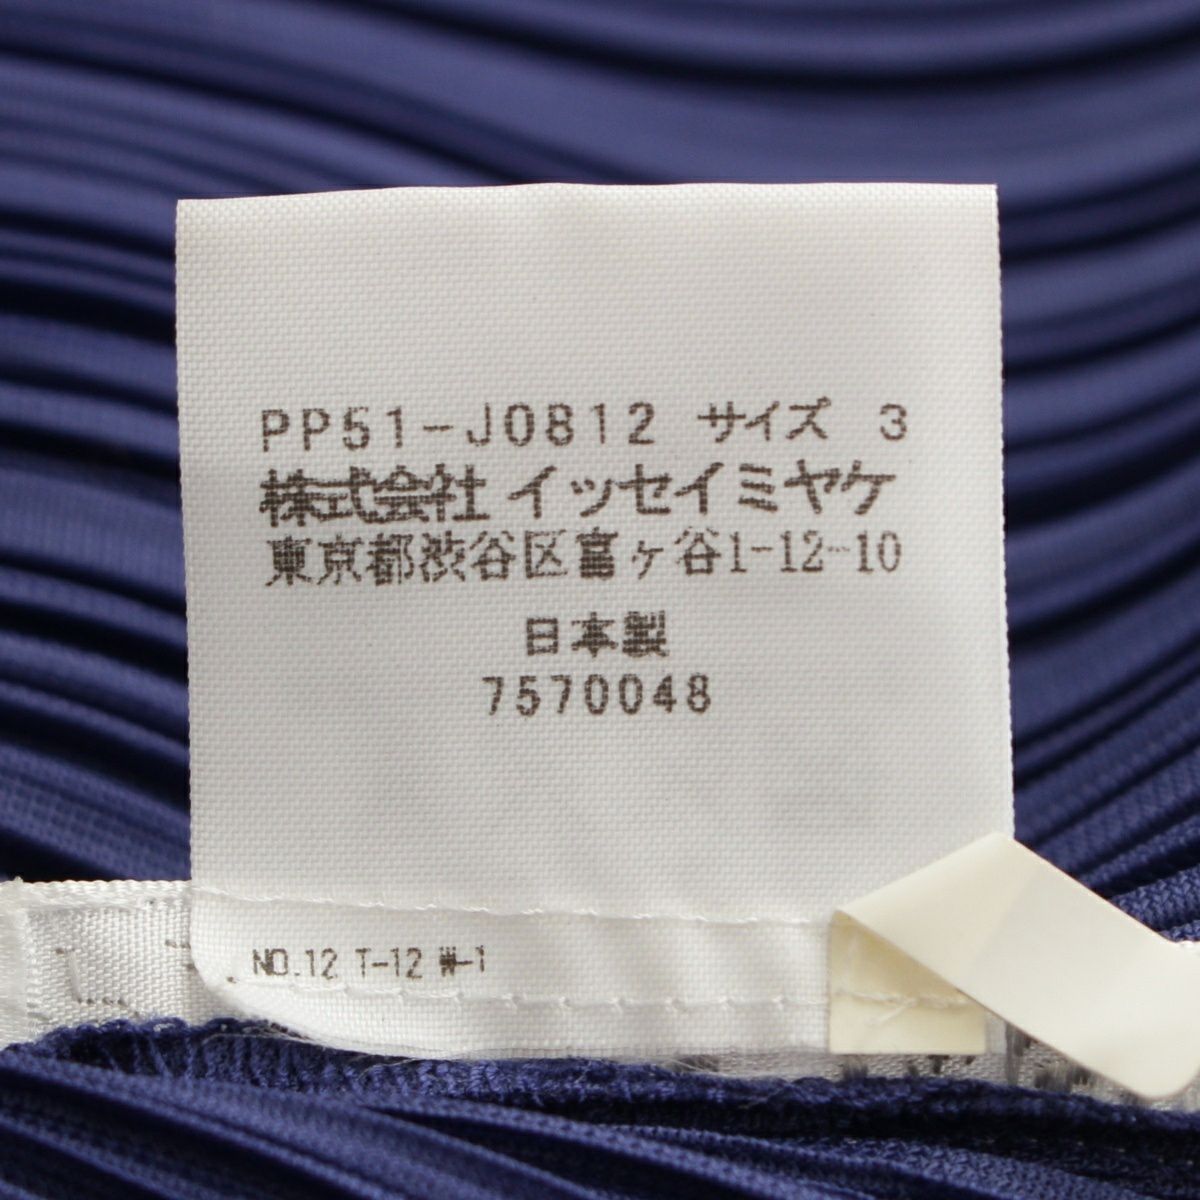 PP51-J0812 サイズ 3
株式会社 イッセイミヤケ
東京都渋谷区富ヶ谷1-12-10
日本製
7570048
NO.12 T-12 W-1